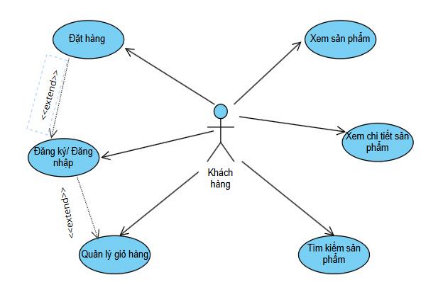 Đặt hàng
Xem sản phẩm
<<extend>>
Đăng ký/ Đăng
nhập
Xem chi tiết sản
phẩm
Khách
hàng
<<extend>>
Quản lý giỏ hàng
Tìm kiếm sản
phẩm